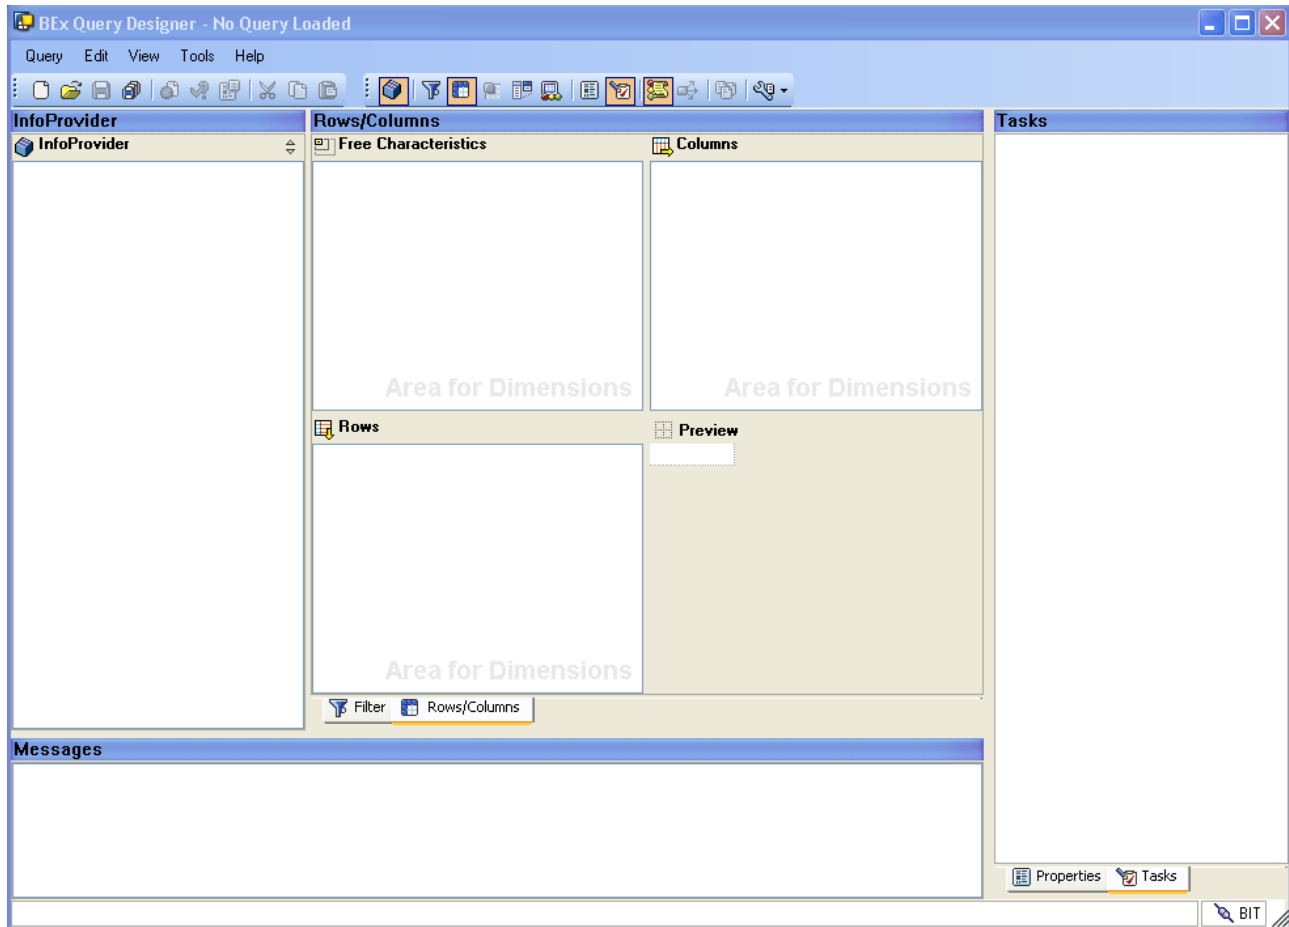 BEx Query Designer - No Query Loaded
Query Edit View Tools Help
InfoProvider
Rows/Columns
Tasks
InfoProvider
Free Characteristics
Columns
Area for Dimensions
Area for Dimensions
Rows
Preview
Area for Dimensions
Filter
Rows/Columns
Messages
Properties
Tasks
BIT